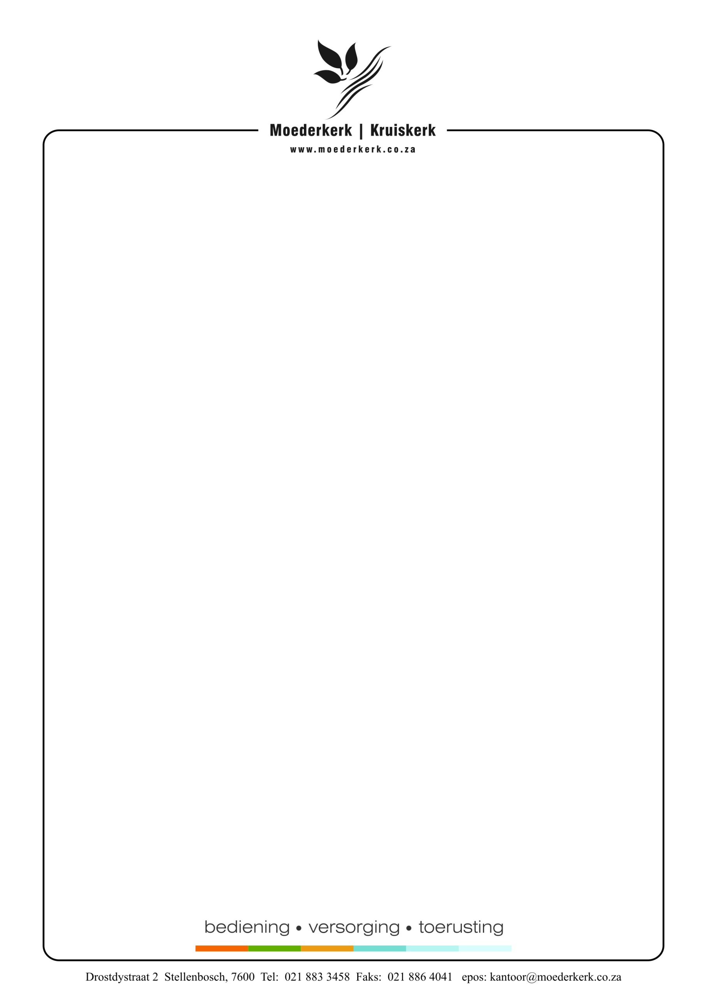 Moederkerk | Kruiskerk
www.moederkerk.co.za
bediening • versorging • toerusting
Drostdystraat 2 Stellenbosch, 7600 Tel: 021 883 3458 Faks: 021 886 4041 epos: kantoor@moederkerk.co.za